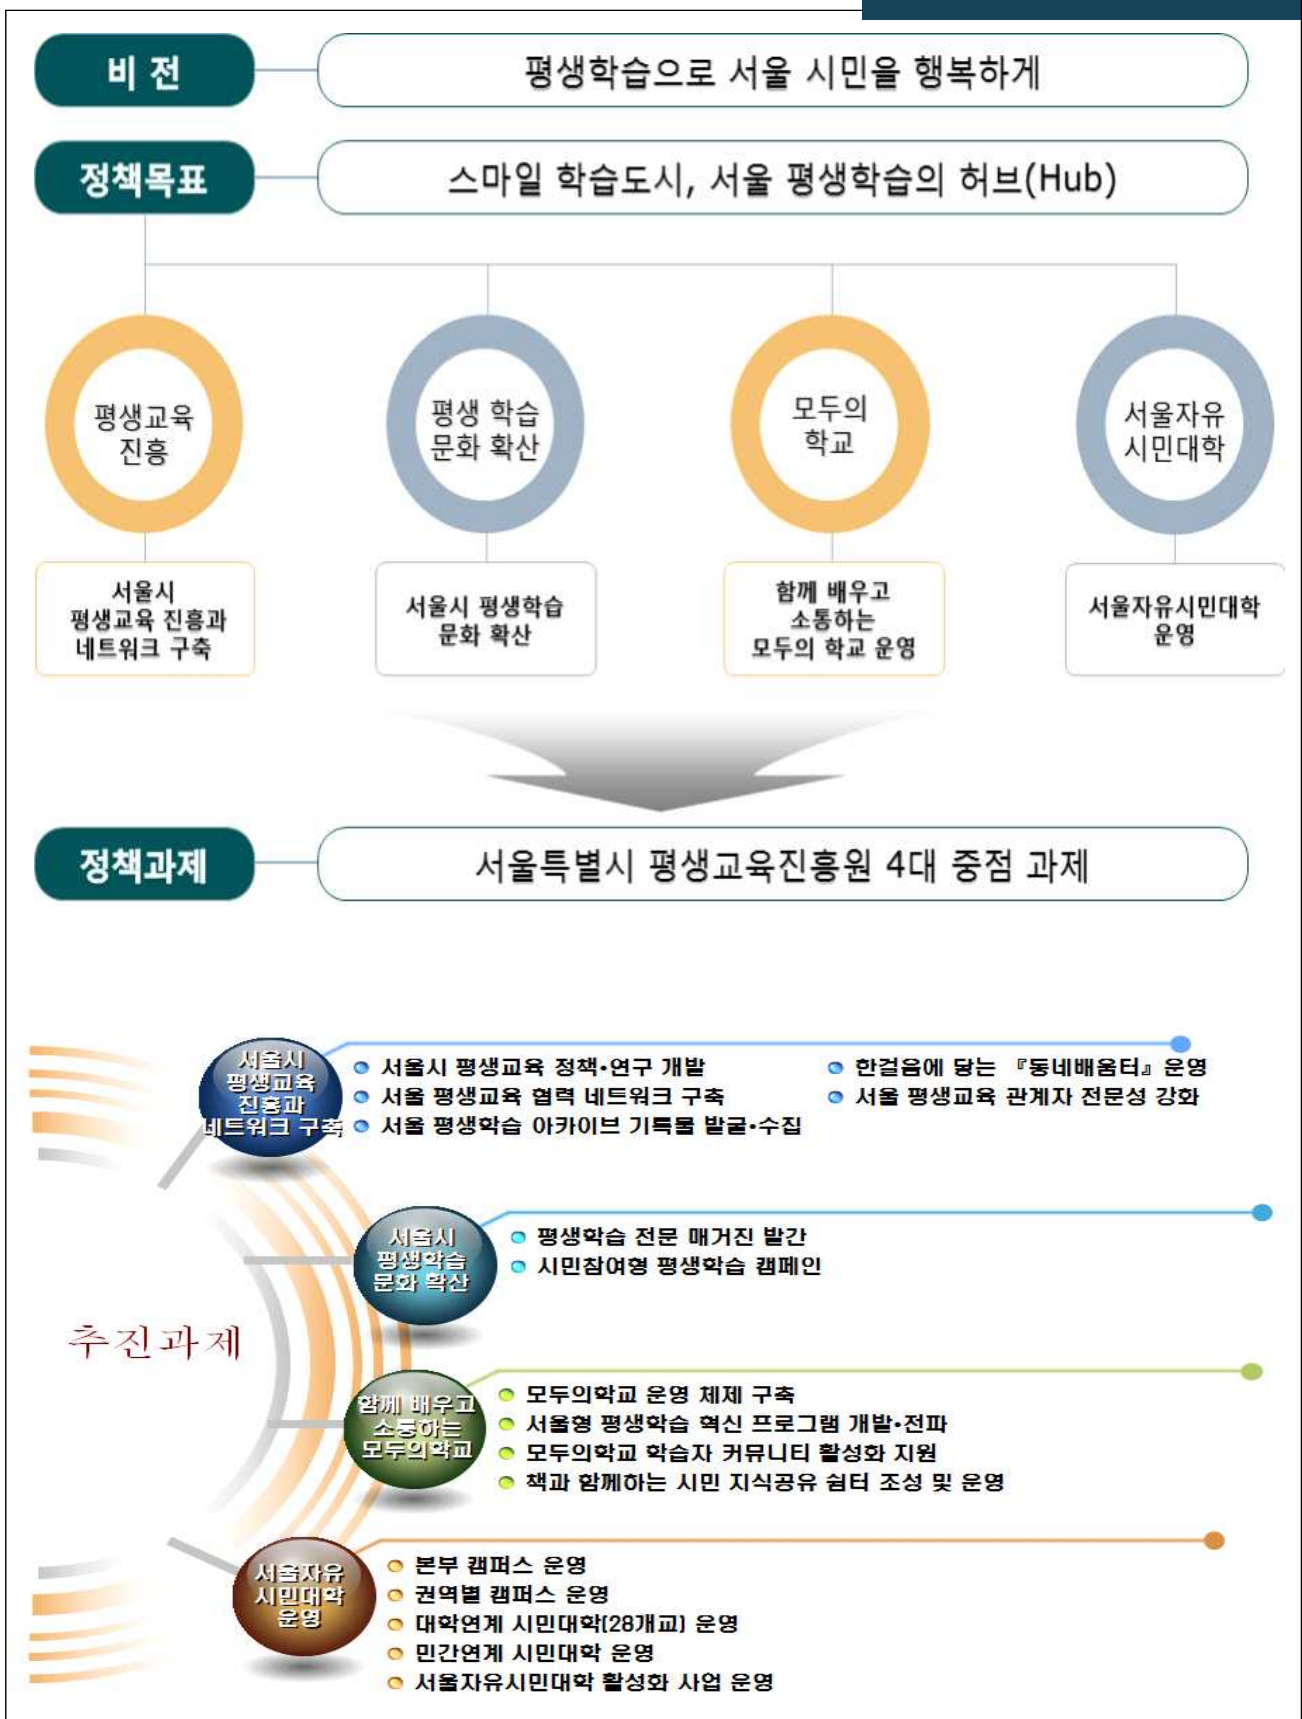 비 전
평생학습으로 서울 시민을 행복하게
정책목표
스마일 학습도시, 서울 평생학습의 허브(Hub)
평생교육
진흥
평생 학습
문화 확산
모두의
학교
서울자유
시민대학
서울시
평생교육 진흥과
네트워크 구축
서울시 평생학습
문화 확산
함께 배우고
소통하는
모두의 학교 운영
서울자유시민대학
운영
정책과제
서울특별시 평생교육진흥원 4대 중점 과제
추진과제
서울시
평생교육
진흥과
네트워크 구축
서울시 평생교육 정책•연구 개발
서울 평생교육 협력 네트워크 구축
서울 평생학습 아카이브 기록물 발굴•수집
한걸음에 닿는 『동네배움터』 운영
서울 평생교육 관계자 전문성 강화
서울시
평생학습
문화 확산
평생학습 전문 매거진 발간
시민참여형 평생학습 캠페인
함께 배우고
소통하는
모두의학교
모두의학교 운영 체제 구축
서울형 평생학습 혁신 프로그램 개발•전파
모두의학교 학습자 커뮤니티 활성화 지원
책과 함께하는 시민 지식공유 쉼터 조성 및 운영
서울자유
시민대학
운영
본부 캠퍼스 운영
권역별 캠퍼스 운영
대학연계 시민대학(28개교) 운영
민간연계 시민대학 운영
서울자유시민대학 활성화 사업 운영